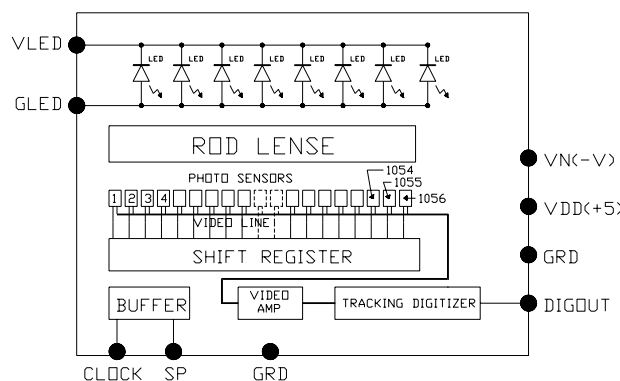 VLED
LED LED LED LED LED LED LED LED
GLED
ROD LENSE
PHOTO SENSORS
1054
1055
1056
1 2 3 4
VIDEO LINE
SHIFT REGISTER
VN(-V)
VDD(+5)
GRD
BUFFER
VIDEO
AMP
TRACKING DIGITIZER
DIGOUT
CLOCK SP GRD